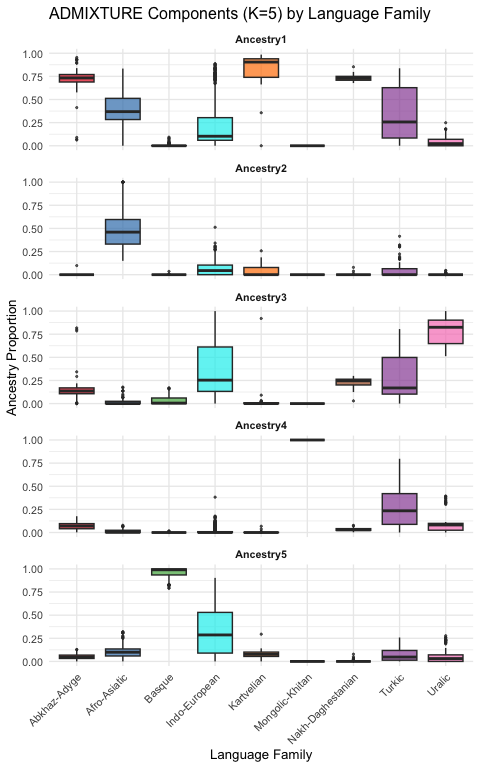 ADMIXTURE Components (K=5) by Language Family
Ancestry1
1.00
0.75
0.50
0.25
0.00
Ancestry2
1.00
0.75
0.50
0.25
0.00
Ancestry3
1.00
0.75
0.50
0.25
0.00
Ancestry4
1.00
0.75
0.50
0.25
0.00
Ancestry5
1.00
0.75
0.50
0.25
0.00
Ancestry Proportion
Abkhaz-Adyge
Afro-Asiatic
Basque
Indo-European
Kartvelian
Mongolic-Khitan
Nakh-Daghestanian
Turkic
Uralic
Language Family